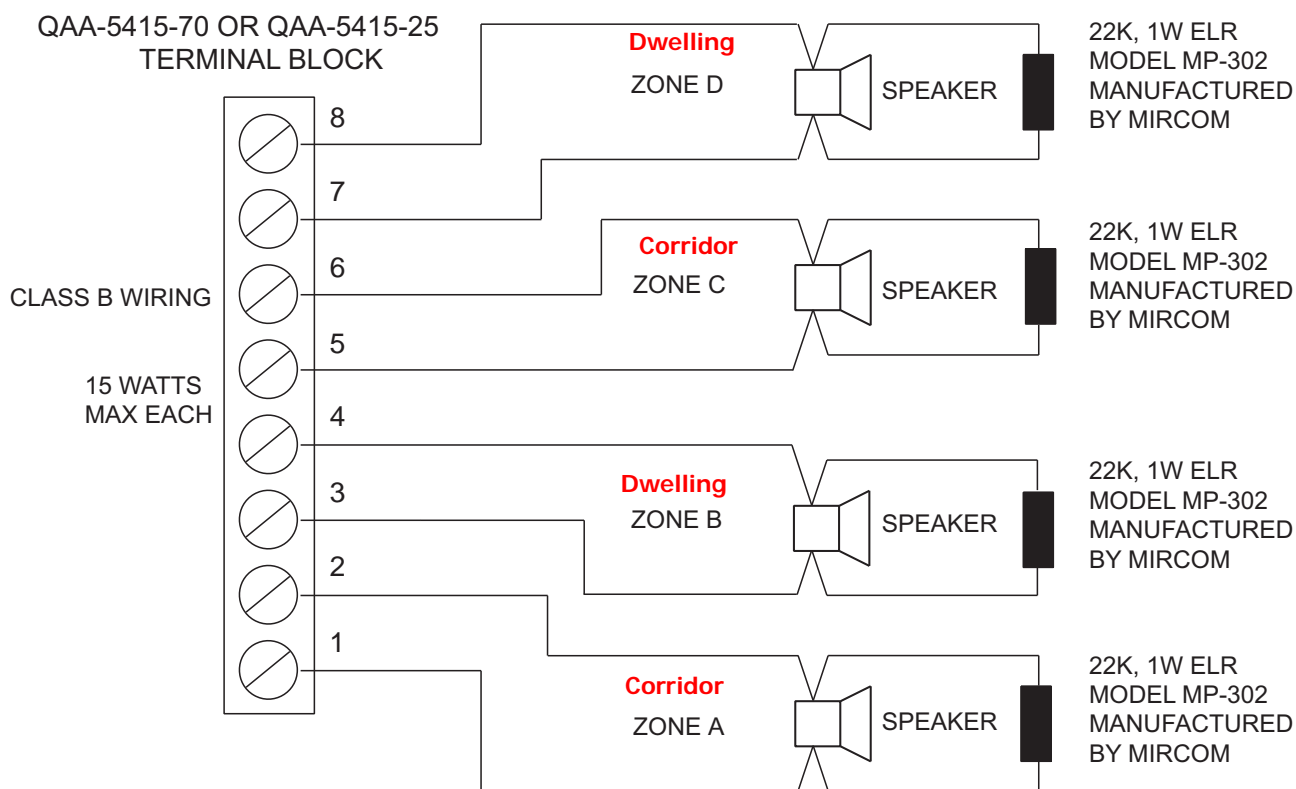 QAA-5415-70 OR QAA-5415-25
TERMINAL BLOCK
8
Dwelling
ZONE D
SPEAKER
22K, 1W ELR
MODEL MP-302
MANUFACTURED
BY MIRCOM
7
6
Corridor
ZONE C
SPEAKER
22K, 1W ELR
MODEL MP-302
MANUFACTURED
BY MIRCOM
CLASS B WIRING
5
15 WATTS
MAX EACH
4
3
Dwelling
ZONE B
SPEAKER
22K, 1W ELR
MODEL MP-302
MANUFACTURED
BY MIRCOM
2
1
Corridor
ZONE A
SPEAKER
22K, 1W ELR
MODEL MP-302
MANUFACTURED
BY MIRCOM